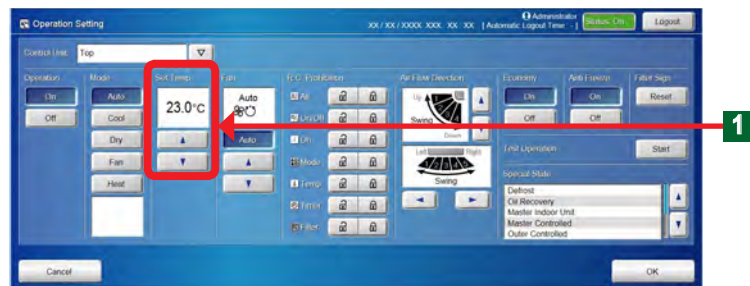 Operation Setting
XX / XX / XXXX XXX. XX : XX [ Automatic Logout Time : - ]
Administrator
Status: On
Logout
Control Unit: Top
Operation
On
Off
Mode
Auto
Cool
Dry
Fan
Heat
Set Temp.
23.0°C
Fan
Auto
Auto
R.C. Prohibition
All
On/Off
On
Mode
Temp.
Timer
Filter
Air Flow Direction
Up
Swing
Down
Left
Right
Swing
Economy
On
Off
Anti Freeze
On
Off
Filter Sign
Reset
Test Operation
Start
Special State
Defrost
Oil Recovery
Master Indoor Unit
Master Controlled
Outer Controlled
Cancel
OK
1